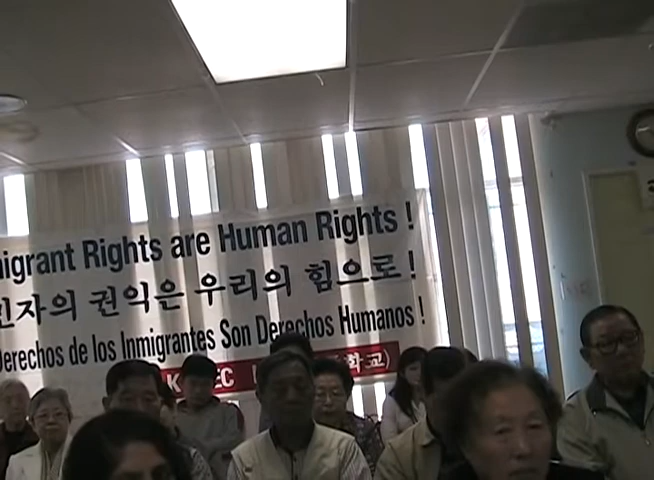 migrant Rights are Human Rights !
민자의 권익은 우리의 힘으로!
Derechos de los Inmigrantes Son Derechos Humanos!